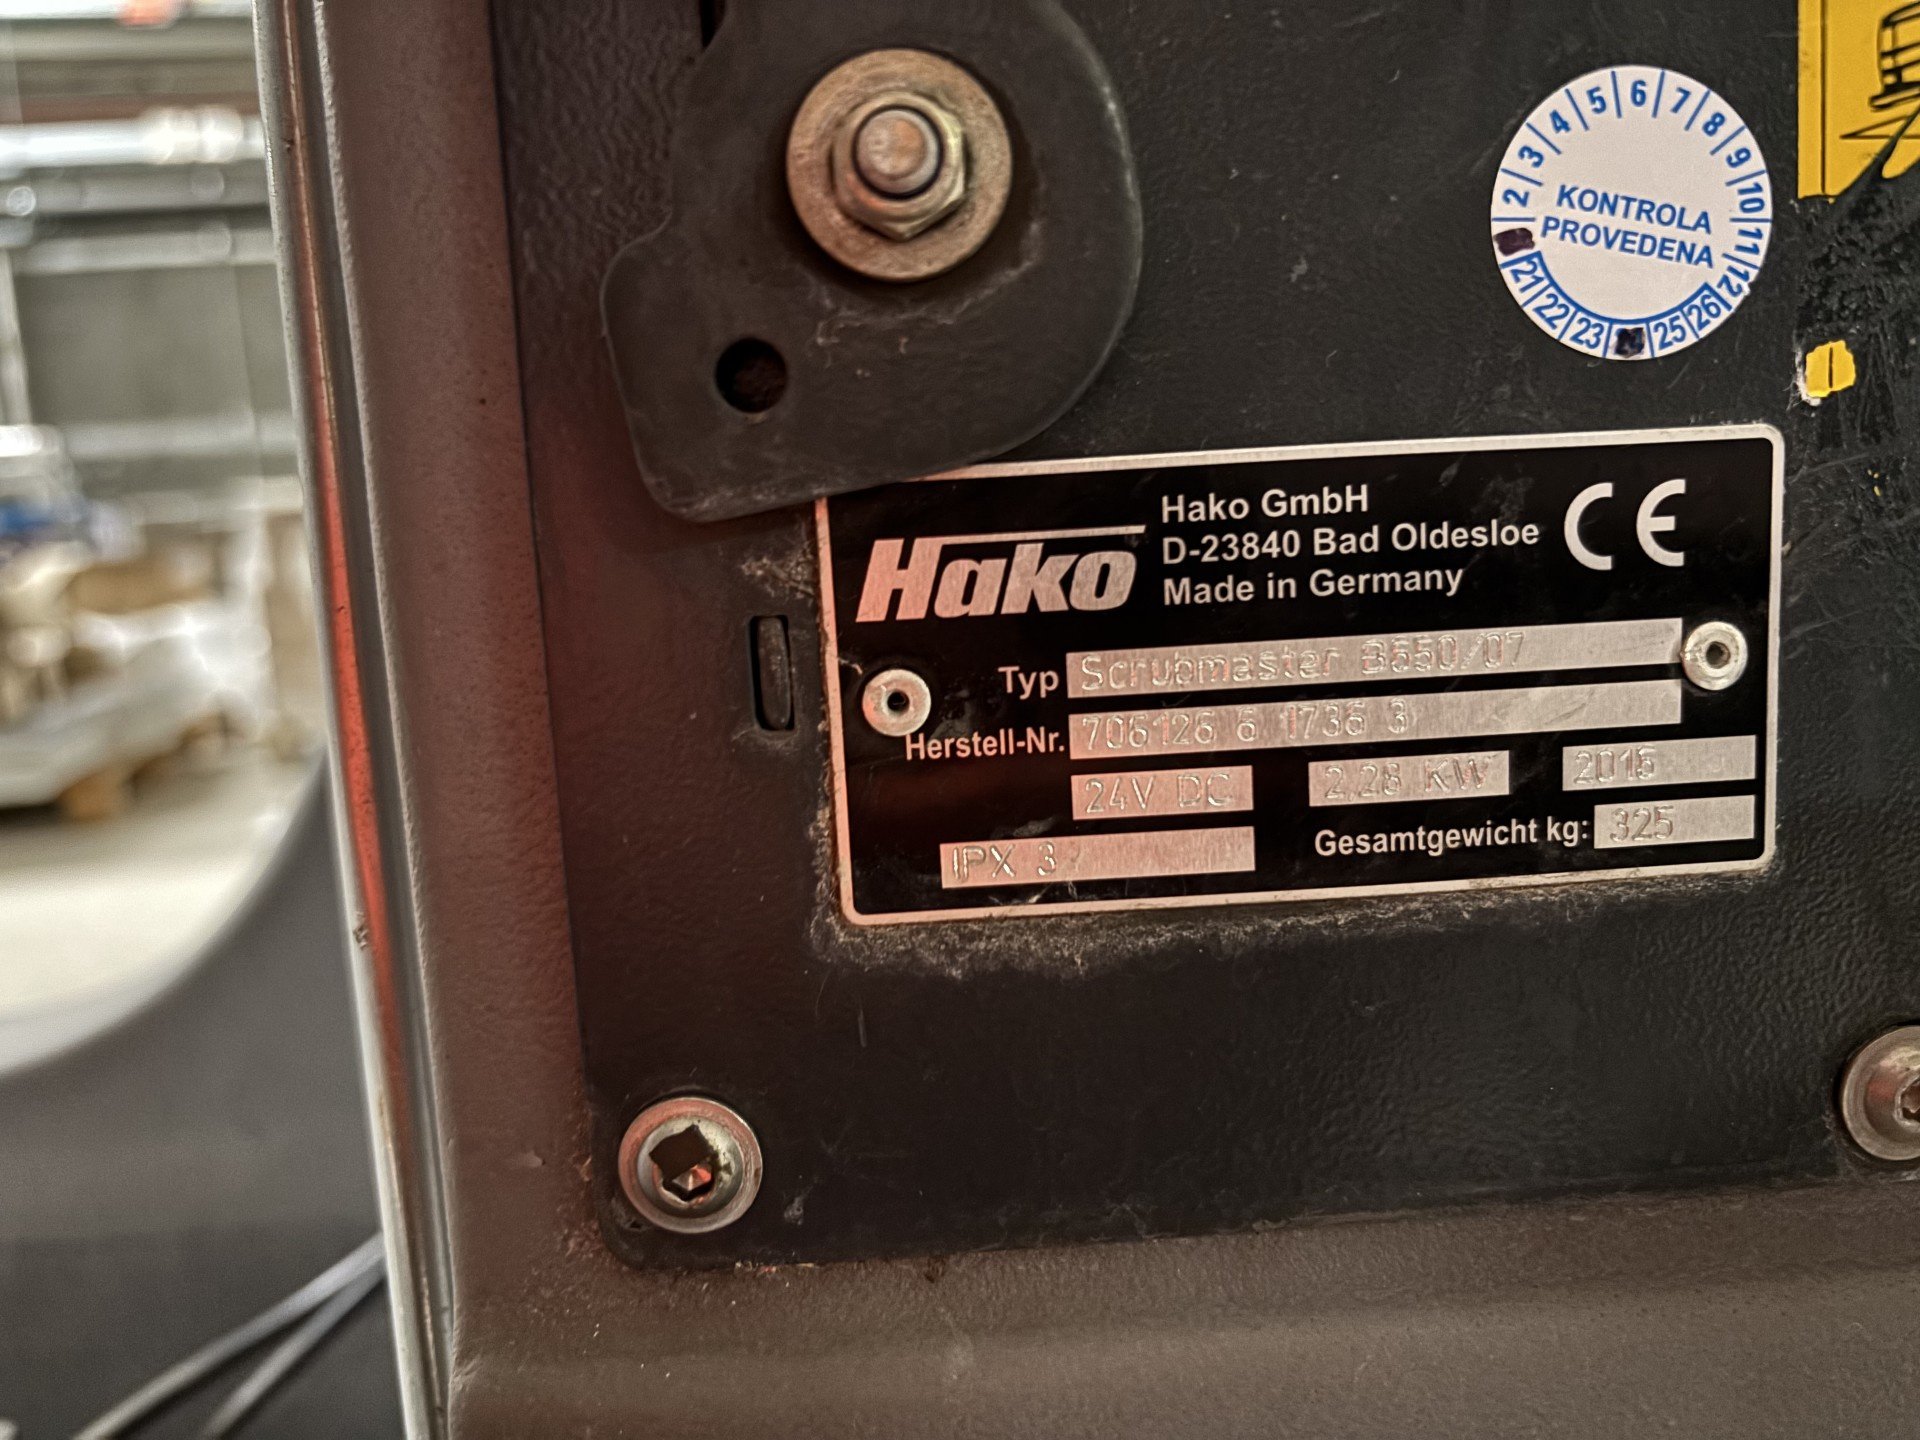 2 3 4 5 6 7 8 9 10 11 12
KONTROLA
PROVEDENA
21 22 23 24 25 26
Hako
Hako GmbH
D-23840 Bad Oldesloe
Made in Germany
CE
Typ Scrubmaster B650/07
Herstell-Nr. 706126 6 1736 3
24V DC 2,28 KW 2016
Gesamtgewicht kg: 325
IPX 3